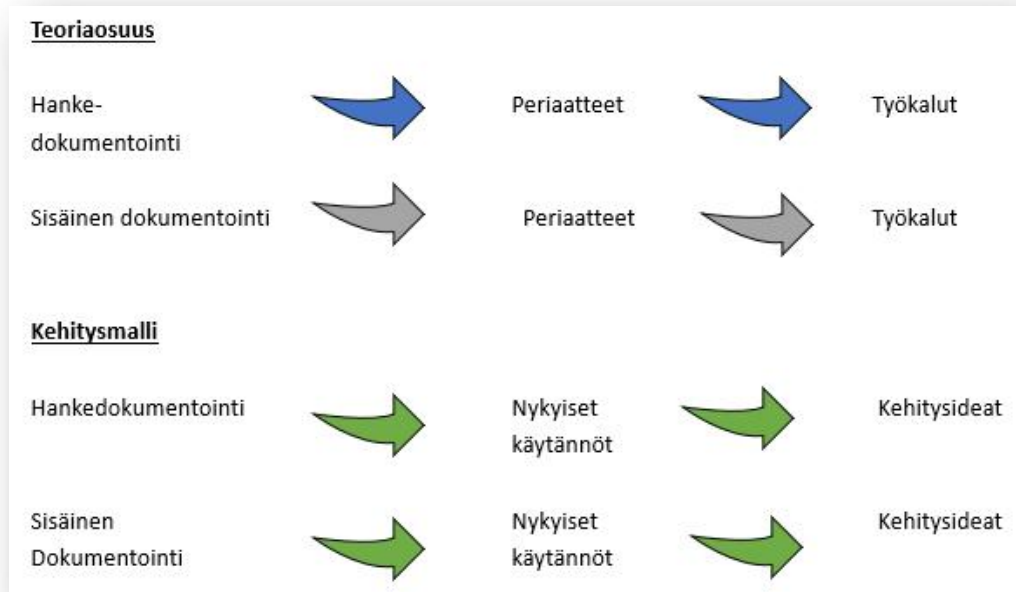 Teoriaosuus
Hanke- Periaatteet Työkalut
dokumentointi
Sisäinen dokumentointi Periaatteet Työkalut
Kehitysmalli
Hankedokumentointi Nykyiset Kehitysideat
käytännöt
Sisäinen Nykyiset Kehitysideat
Dokumentointi käytännöt